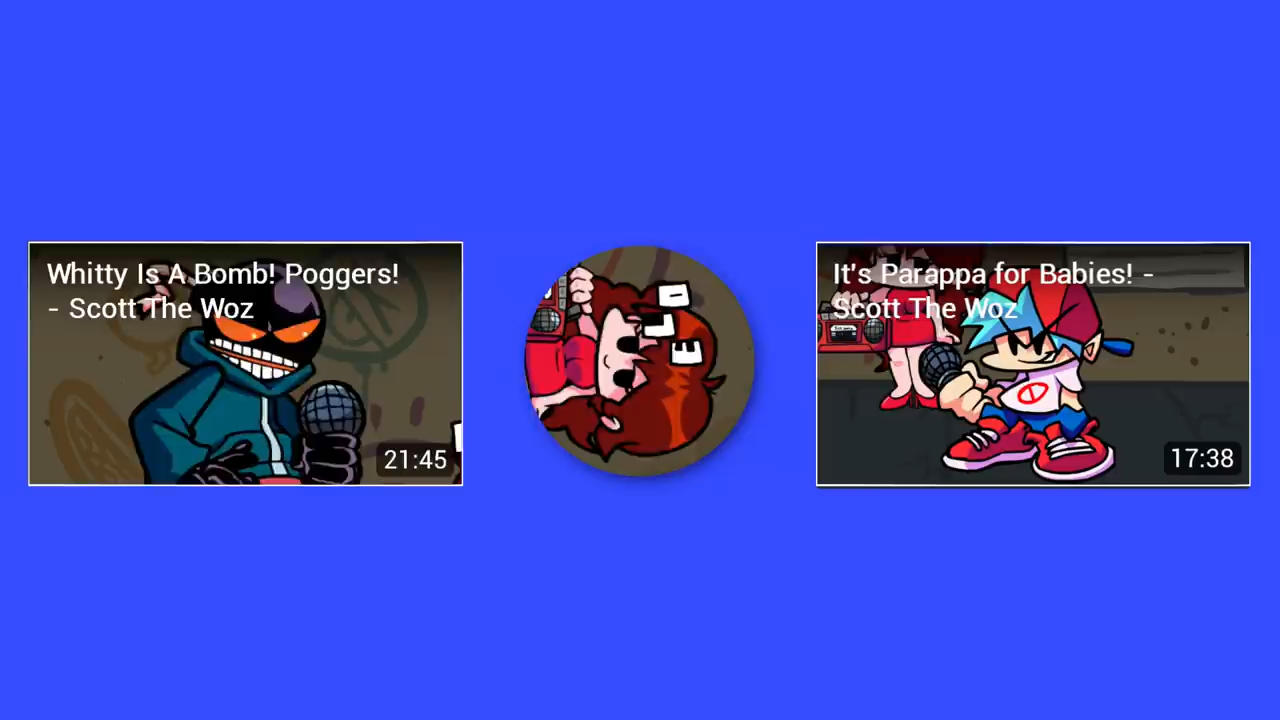 Whitty Is A Bomb! Poggers!
- Scott The Woz
21:45
It's Parappa for Babies! -
Scott The Woz
17:38